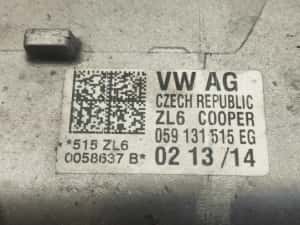 VW AG
CZECH REPUBLIC
ZL6 COOPER
059 131 515 EG
02 13/14
*515 ZL6
0058637 B*